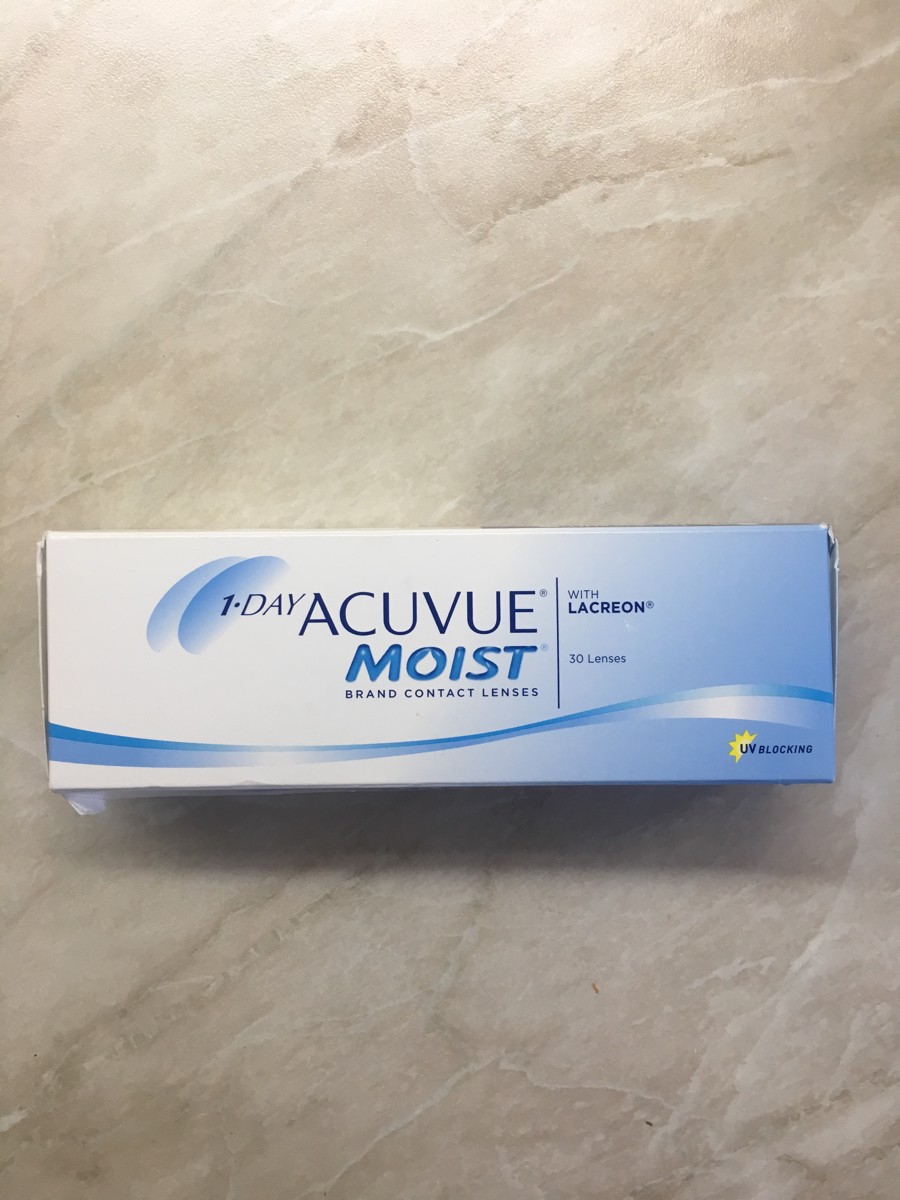 1·DAY ACUVUE®
MOIST®
BRAND CONTACT LENSES
WITH
LACREON®
30 Lenses
UV BLOCKING